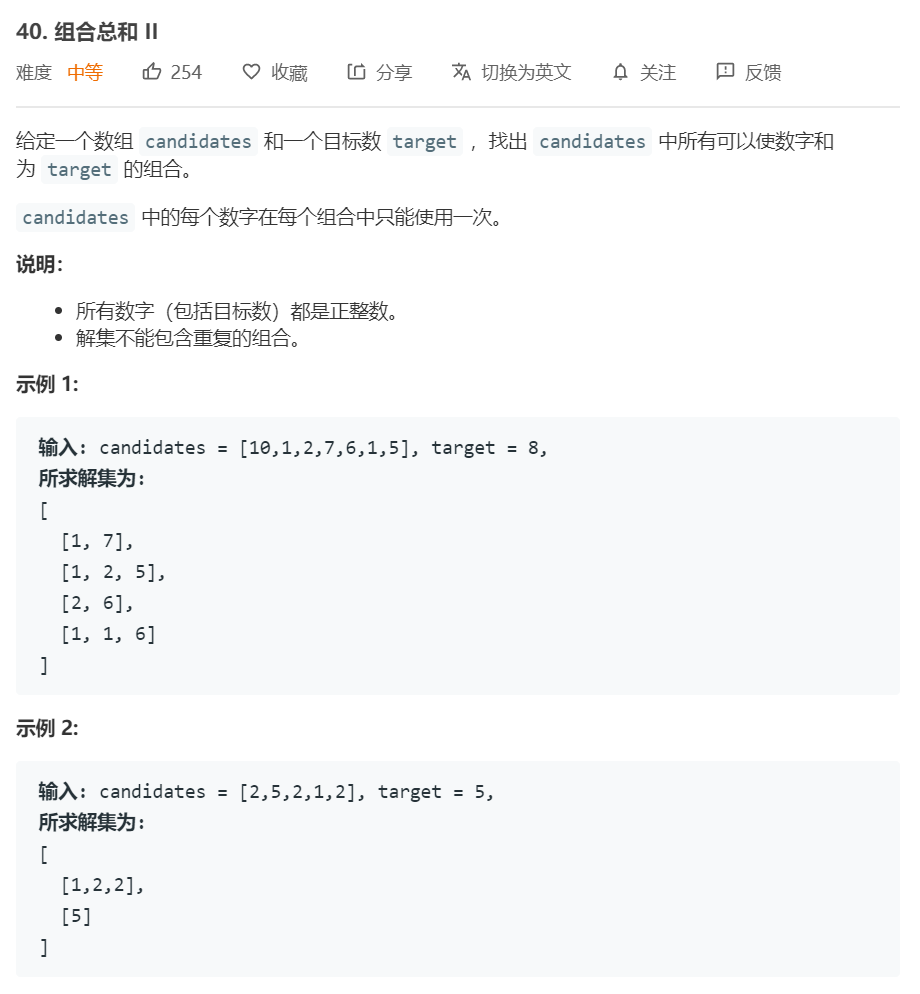 40. 组合总和 II
难度 中等 254 收藏 分享 切换为英文 关注 反馈
给定一个数组 candidates 和一个目标数 target ，找出 candidates 中所有可以使数字和
为 target 的组合。
candidates 中的每个数字在每个组合中只能使用一次。
说明：
• 所有数字（包括目标数）都是正整数。
• 解集不能包含重复的组合。
示例 1:
输入: candidates = [10,1,2,7,6,1,5], target = 8,
所求解集为:
[
[1, 7],
[1, 2, 5],
[2, 6],
[1, 1, 6]
]
示例 2:
输入: candidates = [2,5,2,1,2], target = 5,
所求解集为:
[
[1,2,2],
[5]
]